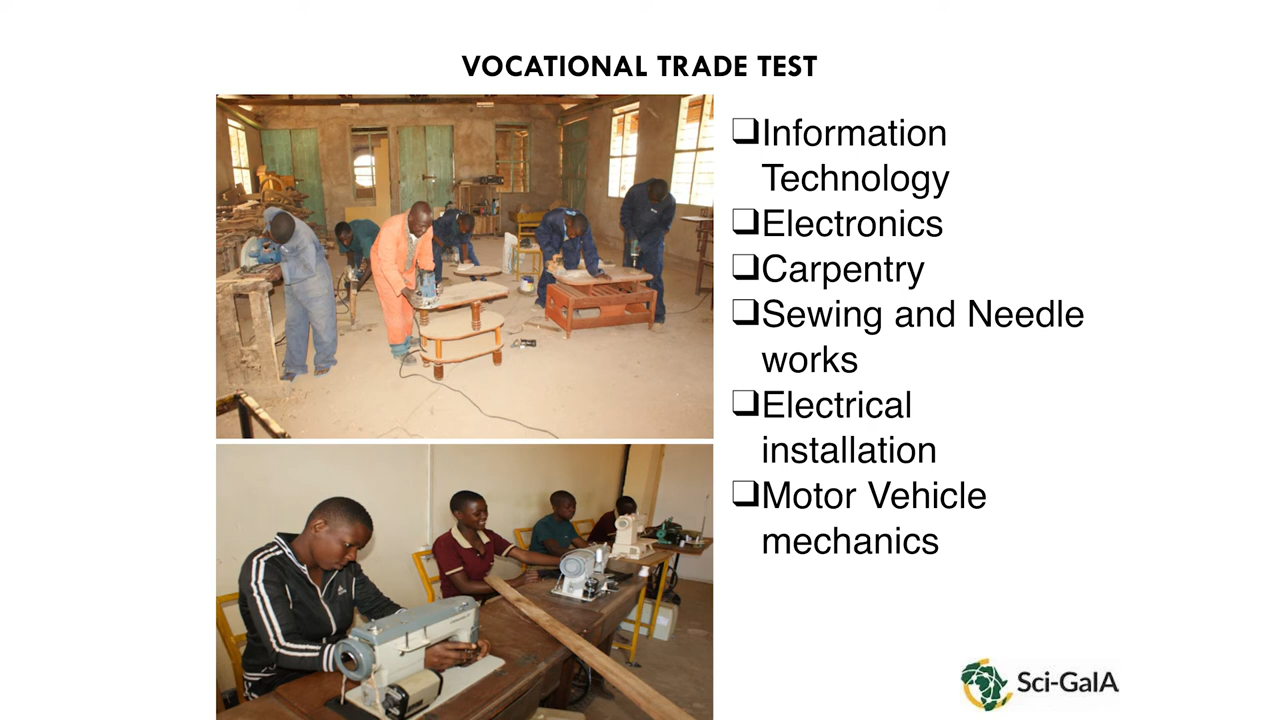 VOCATIONAL TRADE TEST
❑Information
Technology
❑Electronics
❑Carpentry
❑Sewing and Needle
works
❑Electrical
installation
❑Motor Vehicle
mechanics
Sci-GaIA